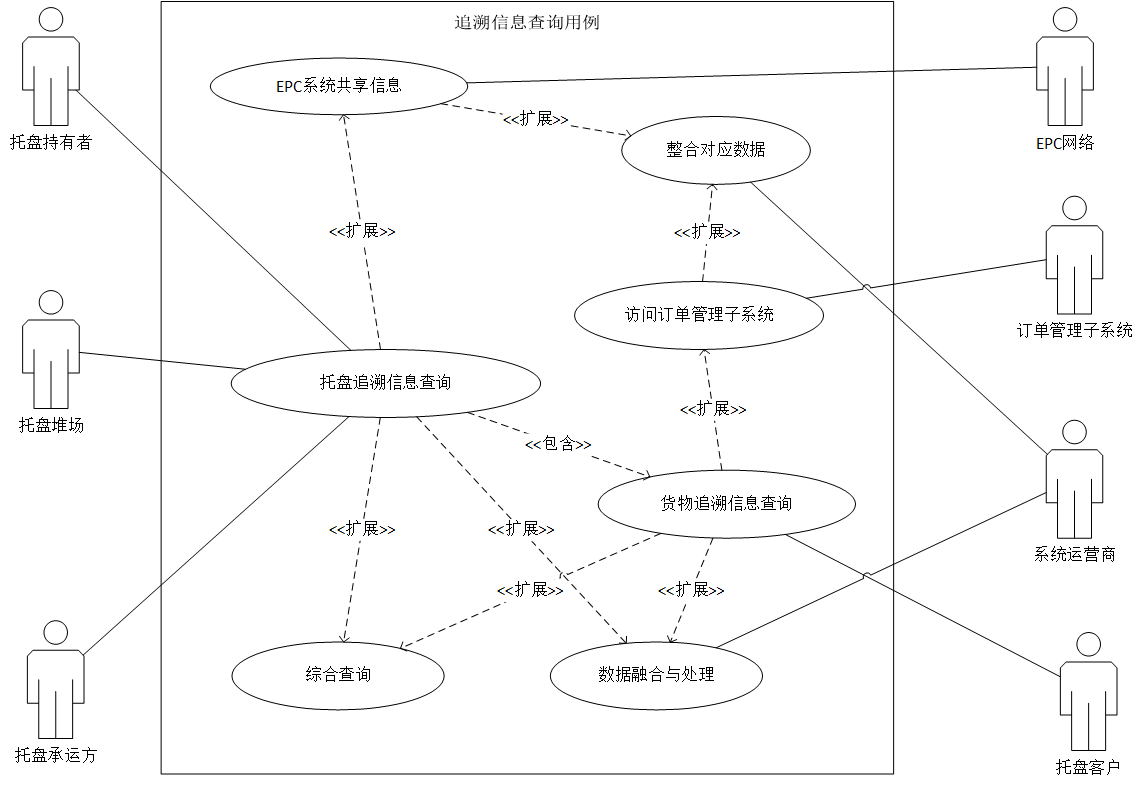 追溯信息查询用例
EPC系统共享信息
托盘持有者
<<扩展>>
整合对应数据
EPC网络
<<扩展>>
<<扩展>>
访问订单管理子系统
订单管理子系统
托盘追溯信息查询
<<扩展>>
托盘堆场
<<包含>>
货物追溯信息查询
<<扩展>>
<<扩展>>
系统运营商
<<扩展>>
<<扩展>>
综合查询
数据融合与处理
托盘承运方
托盘客户